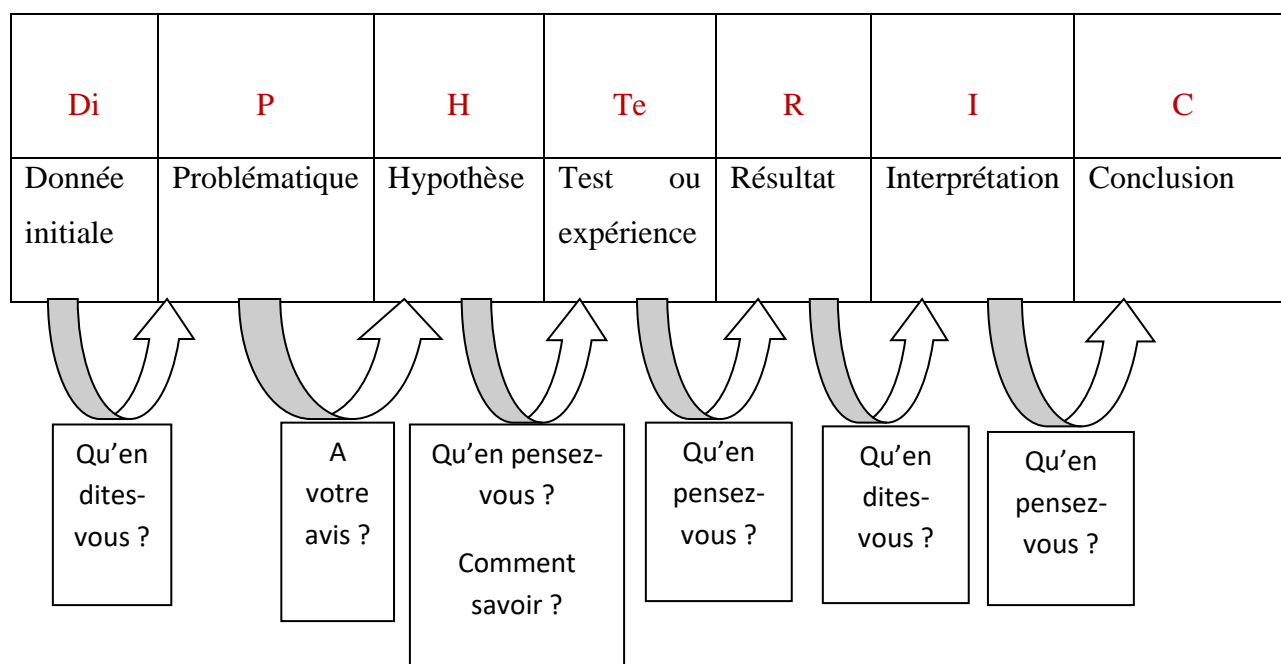 Di P H Te R I C
Donnée Problématique Hypothèse Test ou Résultat Interprétation Conclusion
initiale expérience
Qu’en
dites-
vous ?
A
votre
avis ?
Qu’en pensez-
vous ?
Comment
savoir ?
Qu’en
pensez-
vous ?
Qu’en
dites-
vous ?
Qu’en
pensez-
vous ?